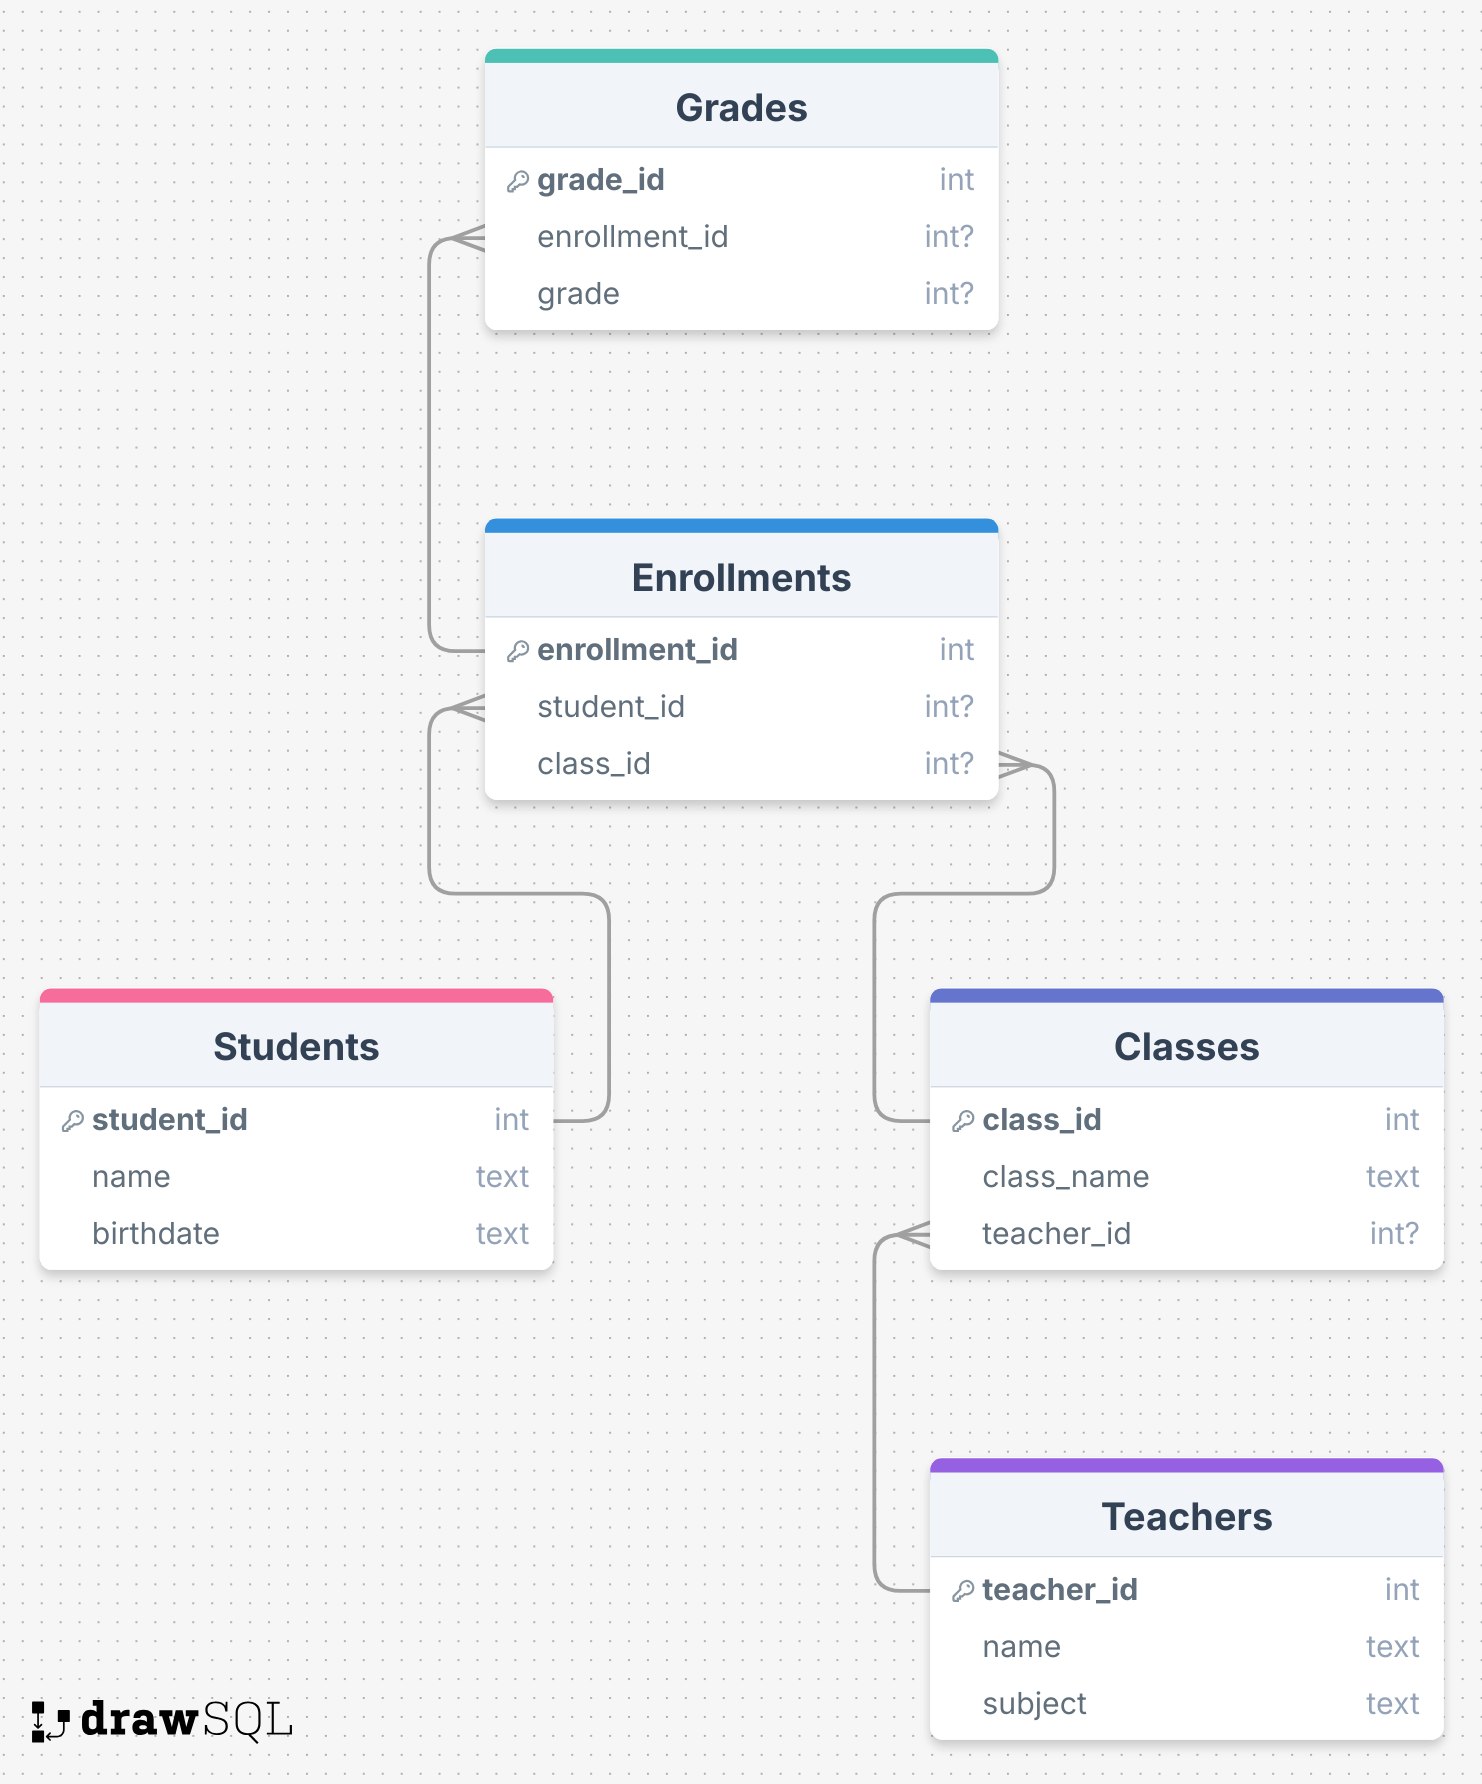 Grades
grade_id int
enrollment_id int?
grade int?
Enrollments
enrollment_id int
student_id int?
class_id int?
Students
student_id int
name text
birthdate text
Classes
class_id int
class_name text
teacher_id int?
Teachers
teacher_id int
name text
subject text
drawSQL